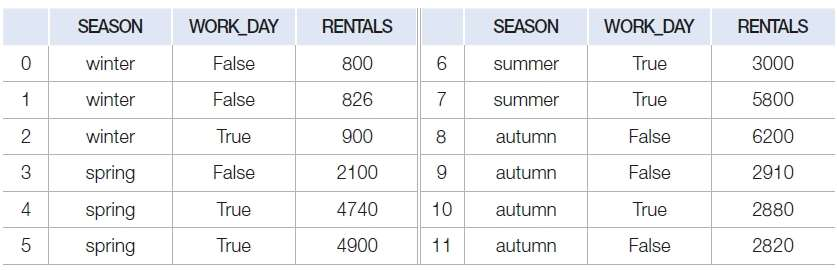 SEASON WORK_DAY RENTALS SEASON WORK_DAY RENTALS
0 winter False 800 6 summer True 3000
1 winter False 826 7 summer True 5800
2 winter True 900 8 autumn False 6200
3 spring False 2100 9 autumn False 2910
4 spring True 4740 10 autumn True 2880
5 spring True 4900 11 autumn False 2820